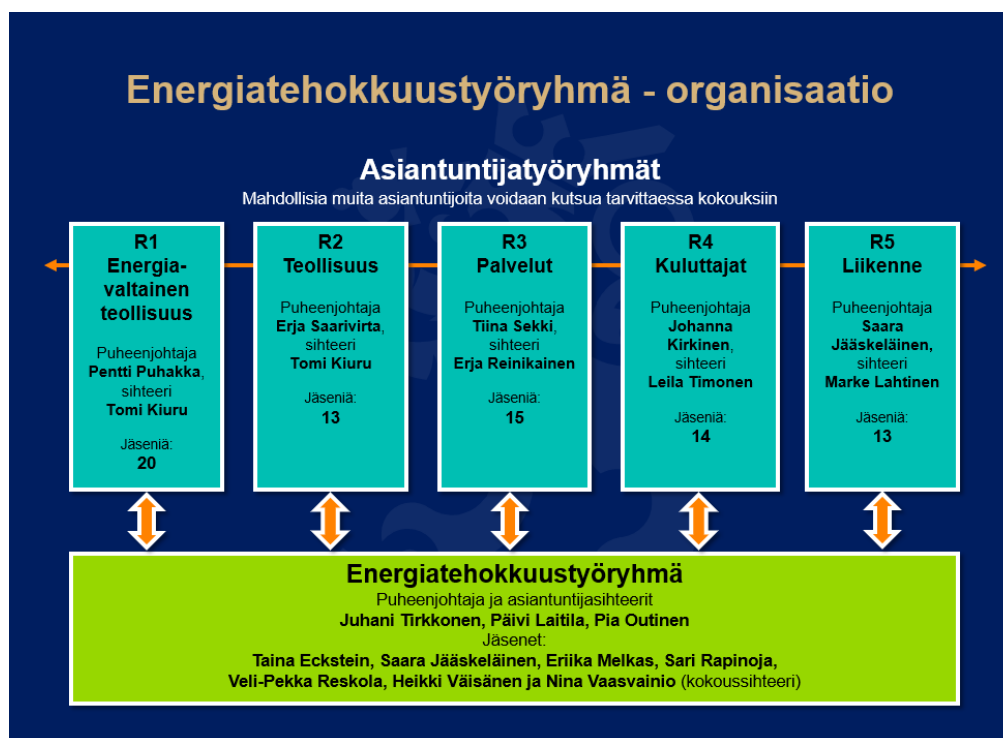 Energiatehokkuustyöryhmä - organisaatio
Asiantuntijatyöryhmät
Mahdollisia muita asiantuntijoita voidaan kutsua tarvittaessa kokouksiin
R1
Energia-
valtainen
teollisuus
Puheenjohtaja
Pentti Puhakka,
sihteeri
Tomi Kiuru
Jäseniä:
20
R2
Teollisuus
Puheenjohtaja
Erja Saarivirta,
sihteeri
Tomi Kiuru
Jäseniä:
13
R3
Palvelut
Puheenjohtaja
Tiina Sekki,
sihteeri
Erja Reinikainen
Jäseniä:
15
R4
Kuluttajat
Puheenjohtaja
Johanna
Kirkinen,
sihteeri
Leila Timonen
Jäseniä:
14
R5
Liikenne
Puheenjohtaja
Saara
Jääskeläinen,
sihteeri
Marke Lahtinen
Jäseniä:
13
Energiatehokkuustyöryhmä
Puheenjohtaja ja asiantuntijasihteerit
Juhani Tirkkonen, Päivi Laitila, Pia Outinen
Jäsenet:
Taina Eckstein, Saara Jääskeläinen, Eriika Melkas, Sari Rapinoja,
Veli-Pekka Reskola, Heikki Väisänen ja Nina Vaasvainio (kokoussihteeri)